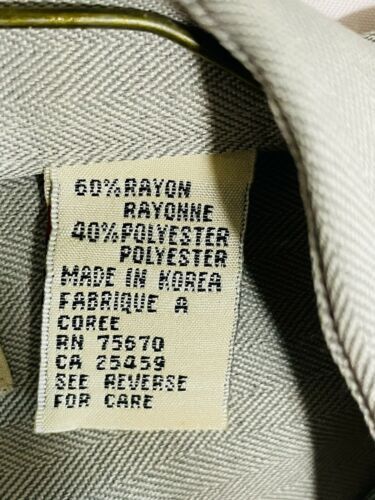 60% RAYON
RAYONNE
40% POLYESTER
POLYESTER
MADE IN KOREA
FABRIQUE A
COREE
RN 75670
CA 25459
SEE REVERSE
FOR CARE